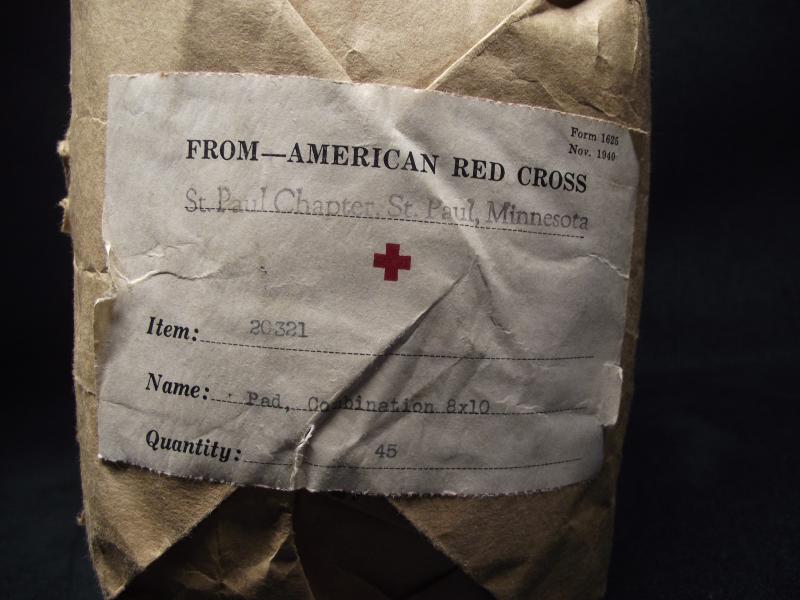 Form 1625
Nov. 1940
FROM—AMERICAN RED CROSS
St. Paul Chapter, St. Paul, Minnesota
Item: 20321
Name: Pad, Combination 8x10
Quantity: 45